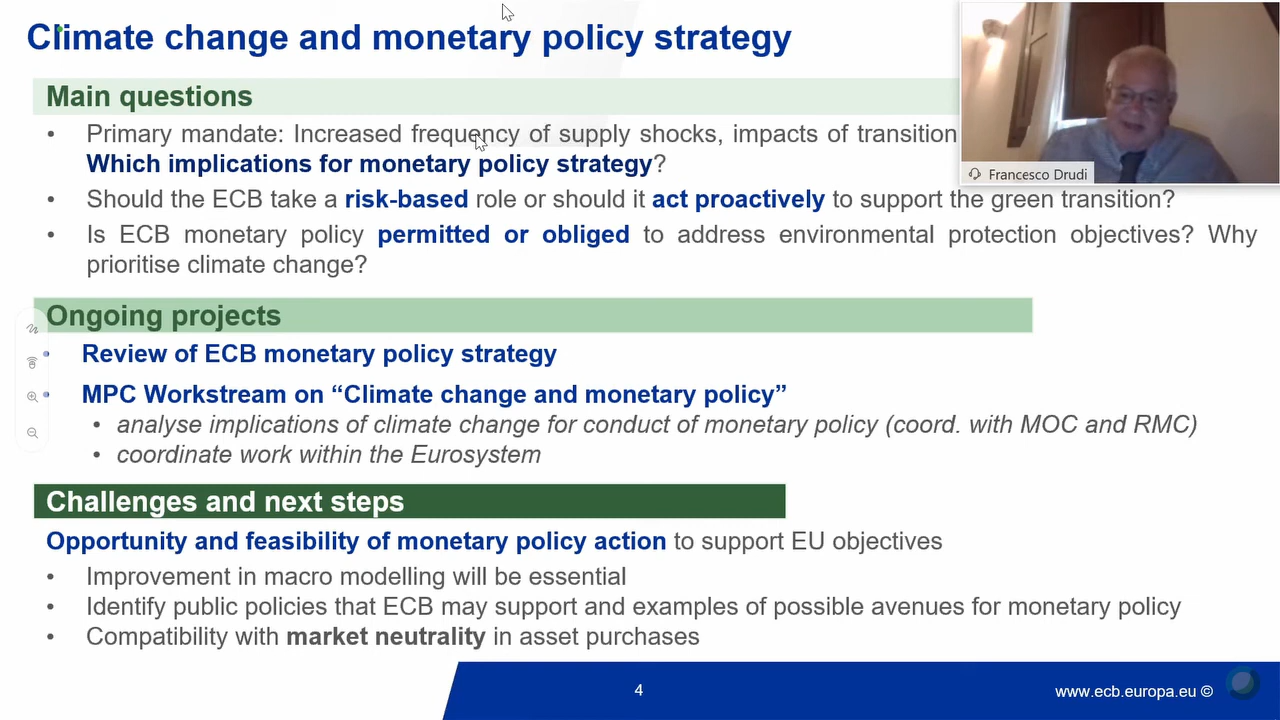 Climate change and monetary policy strategy
Main questions
• Primary mandate: Increased frequency of supply shocks, impacts of transition
Which implications for monetary policy strategy?
• Should the ECB take a risk-based role or should it act proactively to support the green transition?
• Is ECB monetary policy permitted or obliged to address environmental protection objectives? Why
prioritise climate change?
Francesco Drudi
Ongoing projects
• Review of ECB monetary policy strategy
• MPC Workstream on “Climate change and monetary policy”
• analyse implications of climate change for conduct of monetary policy (coord. with MOC and RMC)
• coordinate work within the Eurosystem
Challenges and next steps
Opportunity and feasibility of monetary policy action to support EU objectives
• Improvement in macro modelling will be essential
• Identify public policies that ECB may support and examples of possible avenues for monetary policy
• Compatibility with market neutrality in asset purchases
4
www.ecb.europa.eu ©